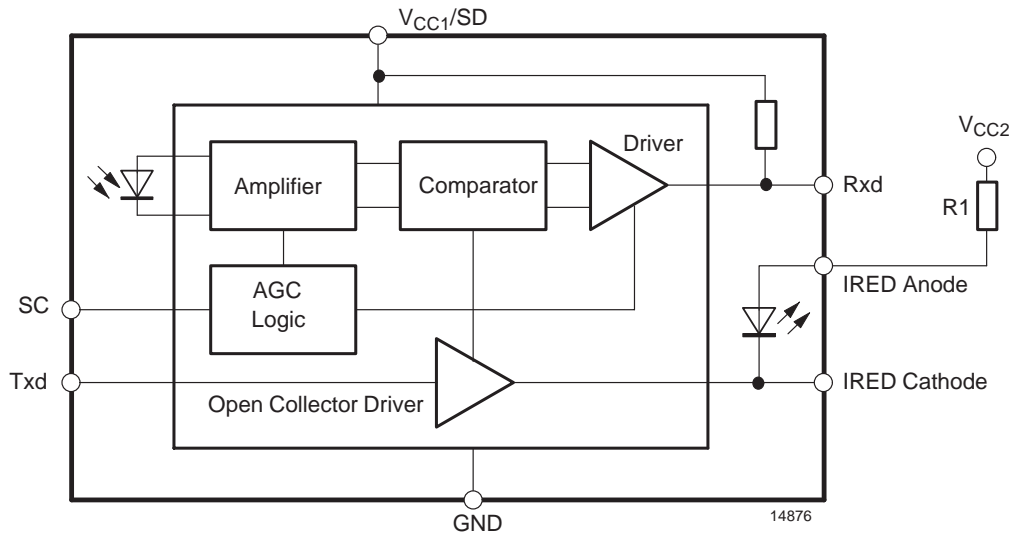 VCC1/SD
Driver
VCC2
Amplifier
Comparator
Rxd
R1
AGC
Logic
IRED Anode
SC
Txd
Open Collector Driver
IRED Cathode
14876
GND